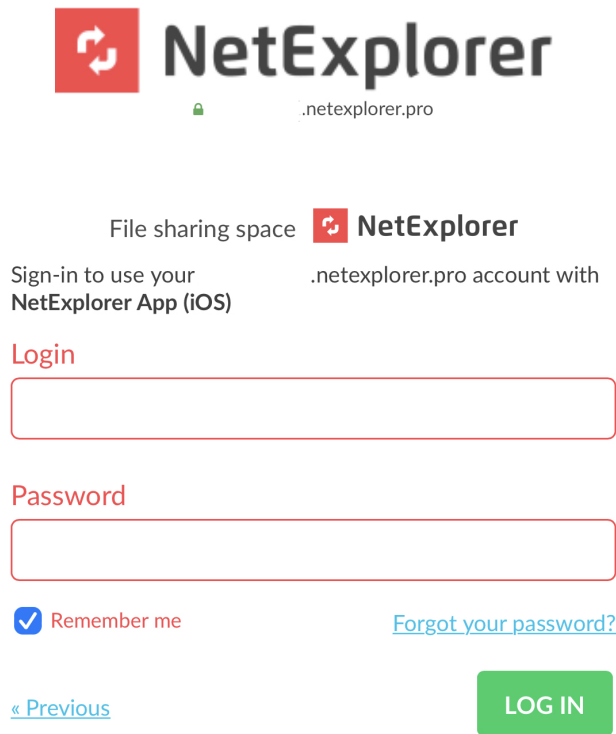 NetExplorer
.netexplorer.pro
File sharing space NetExplorer
Sign-in to use your .netexplorer.pro account with
NetExplorer App (iOS)
Login
Password
Remember me Forgot your password?
« Previous LOG IN